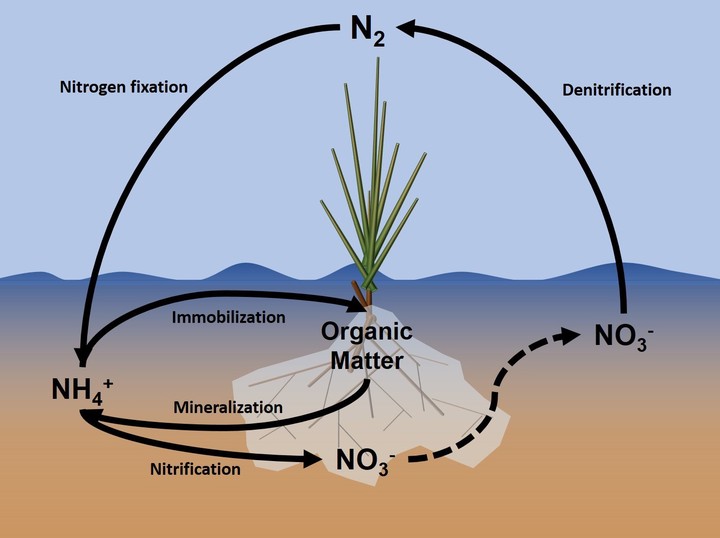 N₂
Nitrogen fixation
Denitrification
Immobilization
Organic
Matter
NO₃⁻
NH₄⁺
Mineralization
Nitrification
NO₃⁻